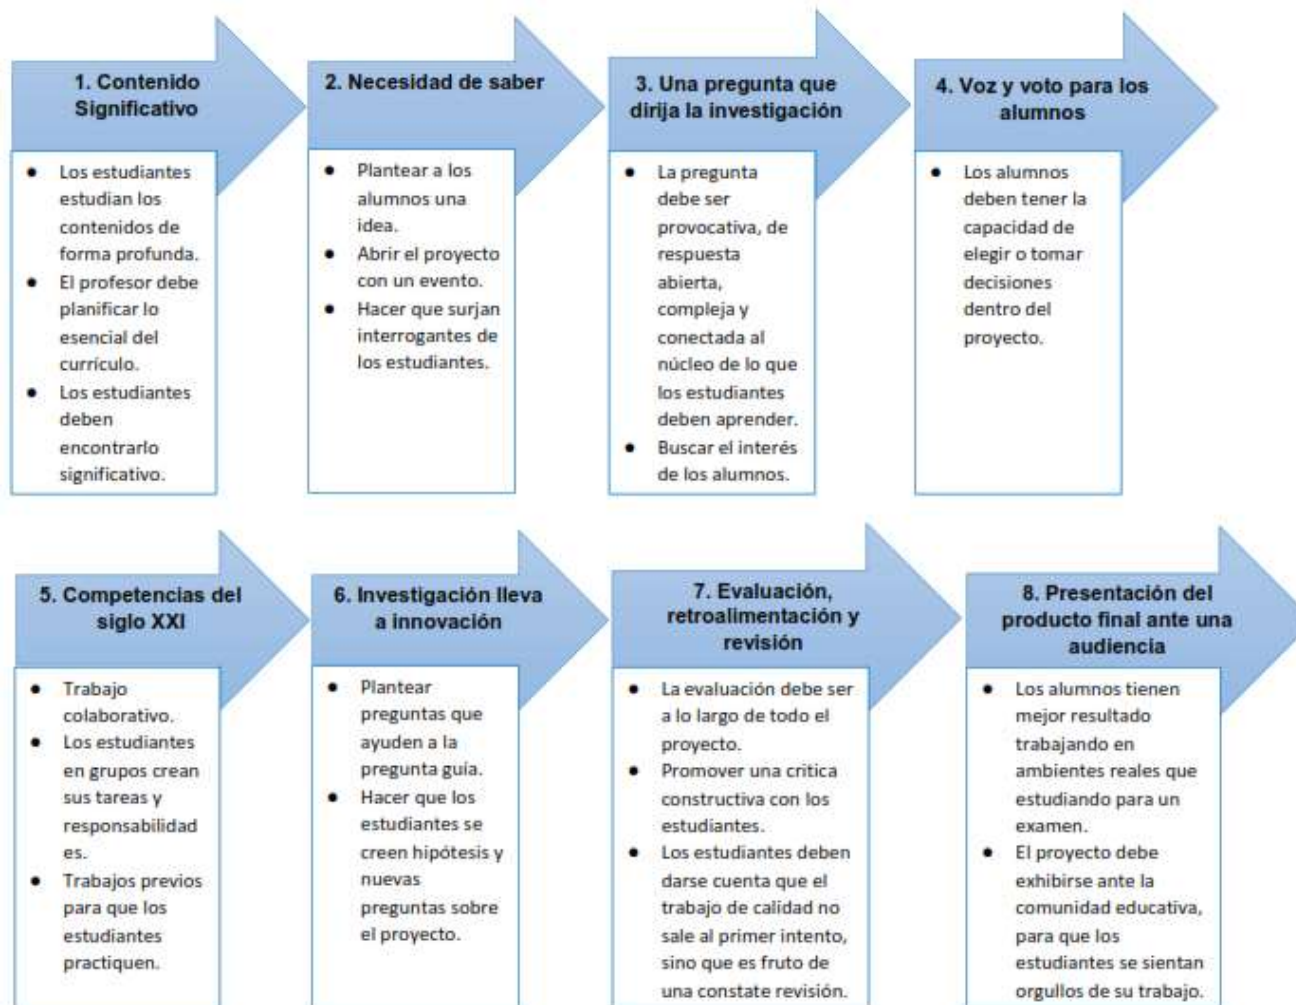 1. Contenido
Significativo
● Los estudiantes
estudian los
contenidos de
forma profunda.
● El profesor debe
planificar lo
esencial del
currículo.
● Los estudiantes
deben
encontrarlo
significativo.
2. Necesidad de saber
● Plantear a los
alumnos una
idea.
● Abrir el proyecto
con un evento.
● Hacer que surjan
interrogantes de
los estudiantes.
3. Una pregunta que
dirija la investigación
● La pregunta
debe ser
provocativa, de
respuesta
abierta,
compleja y
conectada al
núcleo de lo que
los estudiantes
deben aprender.
● Buscar el interés
de los alumnos.
4. Voz y voto para los
alumnos
● Los alumnos
deben tener la
capacidad de
elegir o tomar
decisiones
dentro del
proyecto.
5. Competencias del
siglo XXI
● Trabajo
colaborativo.
● Los estudiantes
en grupos crean
sus tareas y
responsabilidad
es.
● Trabajos previos
para que los
estudiantes
practiquen.
6. Investigación lleva
a innovación
● Plantear
preguntas que
ayuden a la
pregunta guía.
● Hacer que los
estudiantes se
creen hipótesis y
nuevas
preguntas sobre
el proyecto.
7. Evaluación,
retroalimentación y
revisión
● La evaluación debe ser
a lo largo de todo el
proyecto.
● Promover una critica
constructiva con los
estudiantes.
● Los estudiantes deben
darse cuenta que el
trabajo de calidad no
sale al primer intento,
sino que es fruto de
una constate revisión.
8. Presentación del
producto final ante una
audiencia
● Los alumnos tienen
mejor resultado
trabajando en
ambientes reales que
estudiando para un
examen.
● El proyecto debe
exhibirse ante la
comunidad educativa,
para que los
estudiantes se sientan
orgullos de su trabajo.